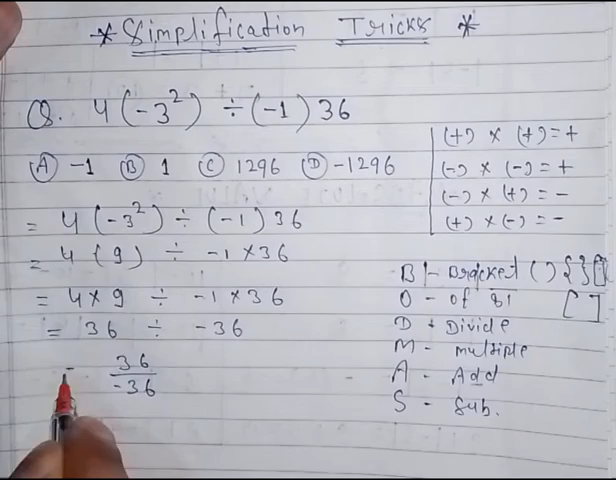 * Simplification Tricks *
Q. 4(-3²) ÷ (-1) 36
(A) -1 (B) 1 (C) 1296 (D) -1296
= 4(-3²) ÷ (-1) 36
= 4(9) ÷ -1 × 36
= 4 × 9 ÷ -1 × 36
= 36 ÷ -36
- 36
-36
(+) × (+) = +
(-) × (-) = +
(-) × (+) = -
(+) × (-) = -
B - Bracket ( ) { } [ ]
O - of [ ]
D + Divide
M - multiple
A - Add
S - Sub.